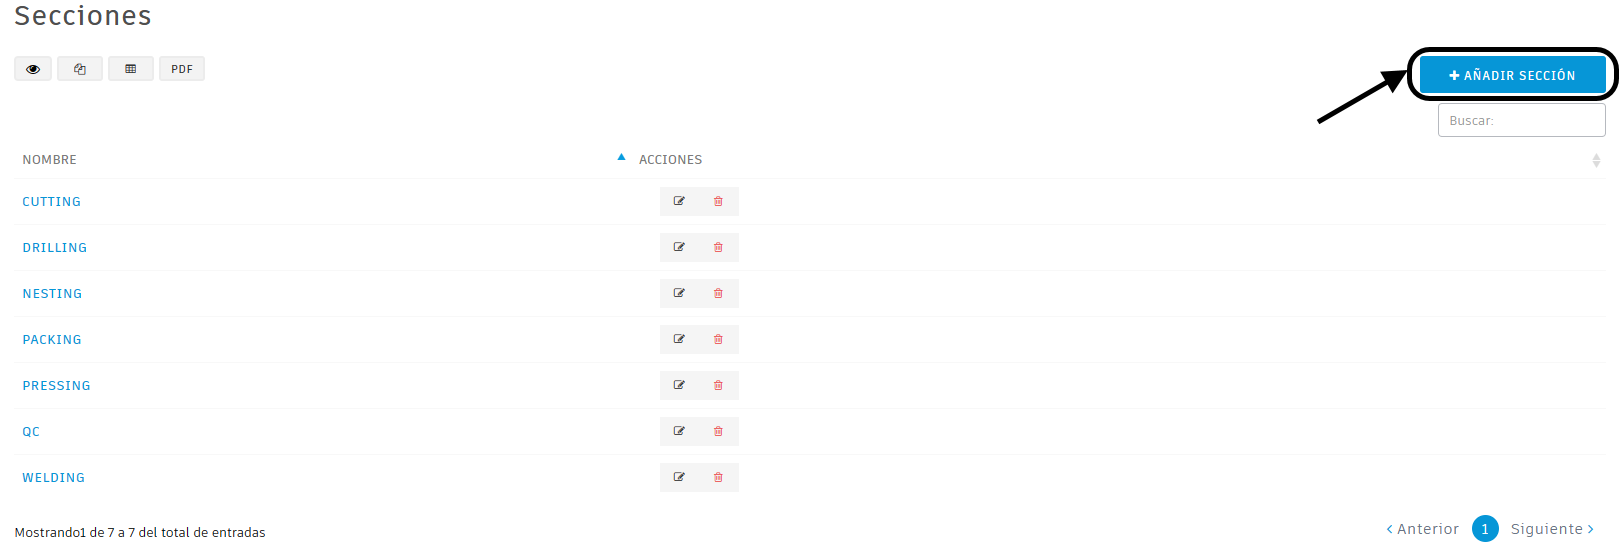 Secciones
PDF
AÑADIR SECCIÓN
Buscar:
NOMBRE ACCIONES
CUTTING
DRILLING
NESTING
PACKING
PRESSING
QC
WELDING
Mostrando1 de 7 a 7 del total de entradas
Anterior 1 Siguiente